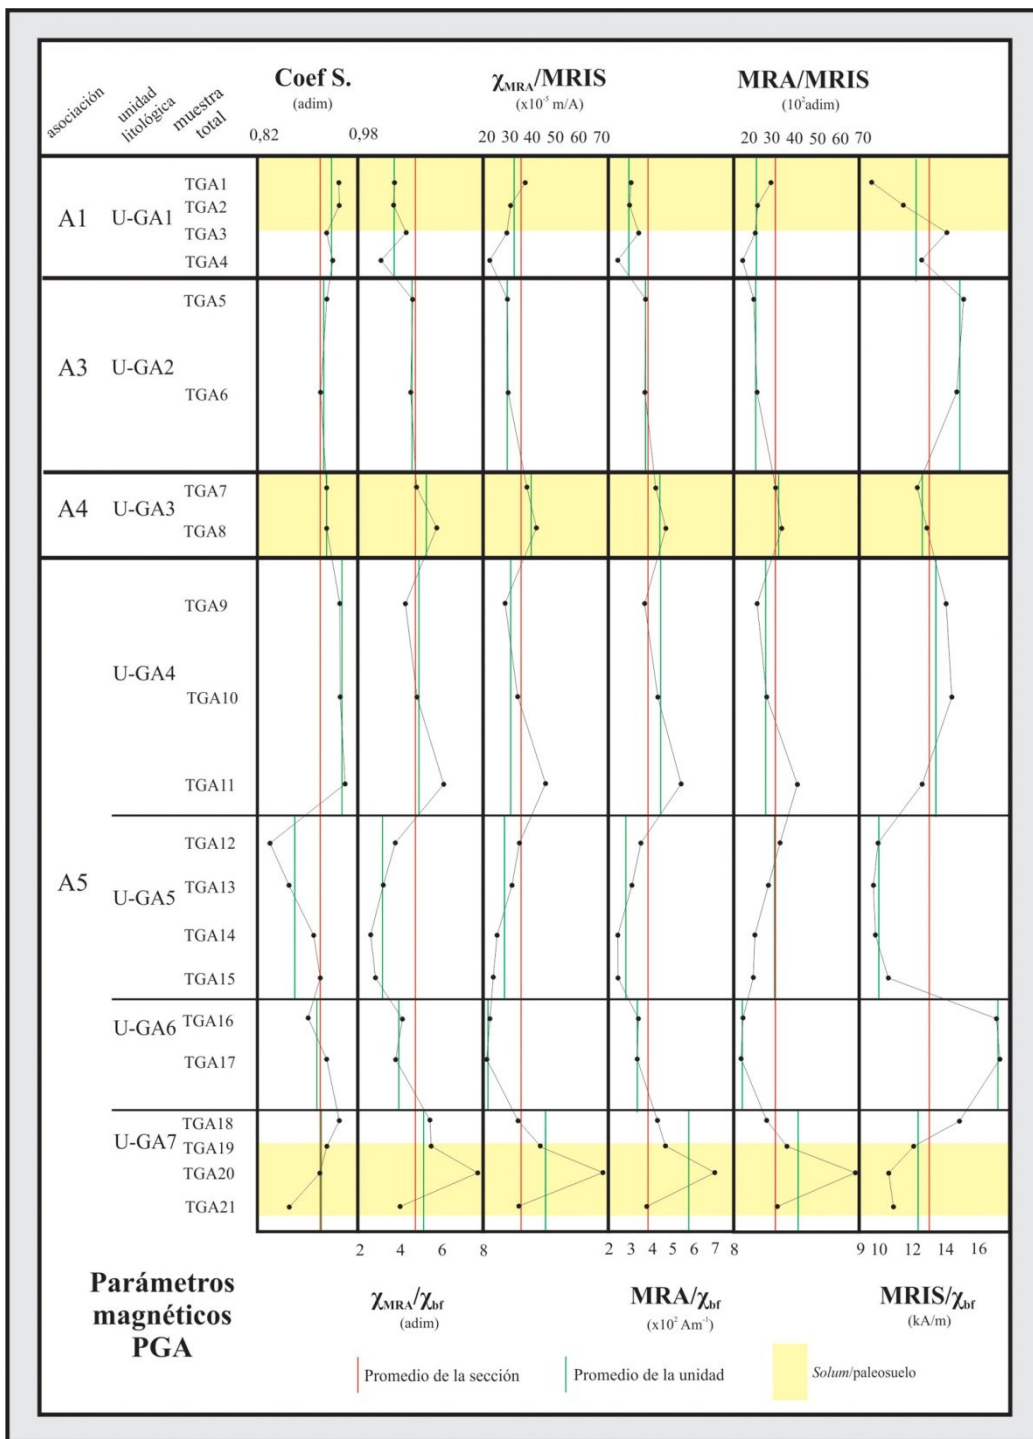 Coef S.
(adim)
χMRA/MRIS
(x10⁻⁵ m/A)
MRA/MRIS
(10²adim)
asociación
unidad litológica
muestra total
0,82 0,98 20 30 40 50 60 70 20 30 40 50 60 70
A1 U-GA1
TGA1
TGA2
TGA3
TGA4
A3 U-GA2
TGA5
TGA6
A4 U-GA3
TGA7
TGA8
A5
U-GA4
TGA9
TGA10
TGA11
U-GA5
TGA12
TGA13
TGA14
TGA15
U-GA6
TGA16
TGA17
U-GA7
TGA18
TGA19
TGA20
TGA21
2 4 6 8 2 3 4 5 6 7 8 9 10 12 14 16
Parámetros
magnéticos
PGA
χMRA/χbf
(adim)
MRA/χbf
(x10² Am⁻¹)
MRIS/χbf
(kA/m)
Promedio de la sección
Promedio de la unidad
Solum/paleosuelo